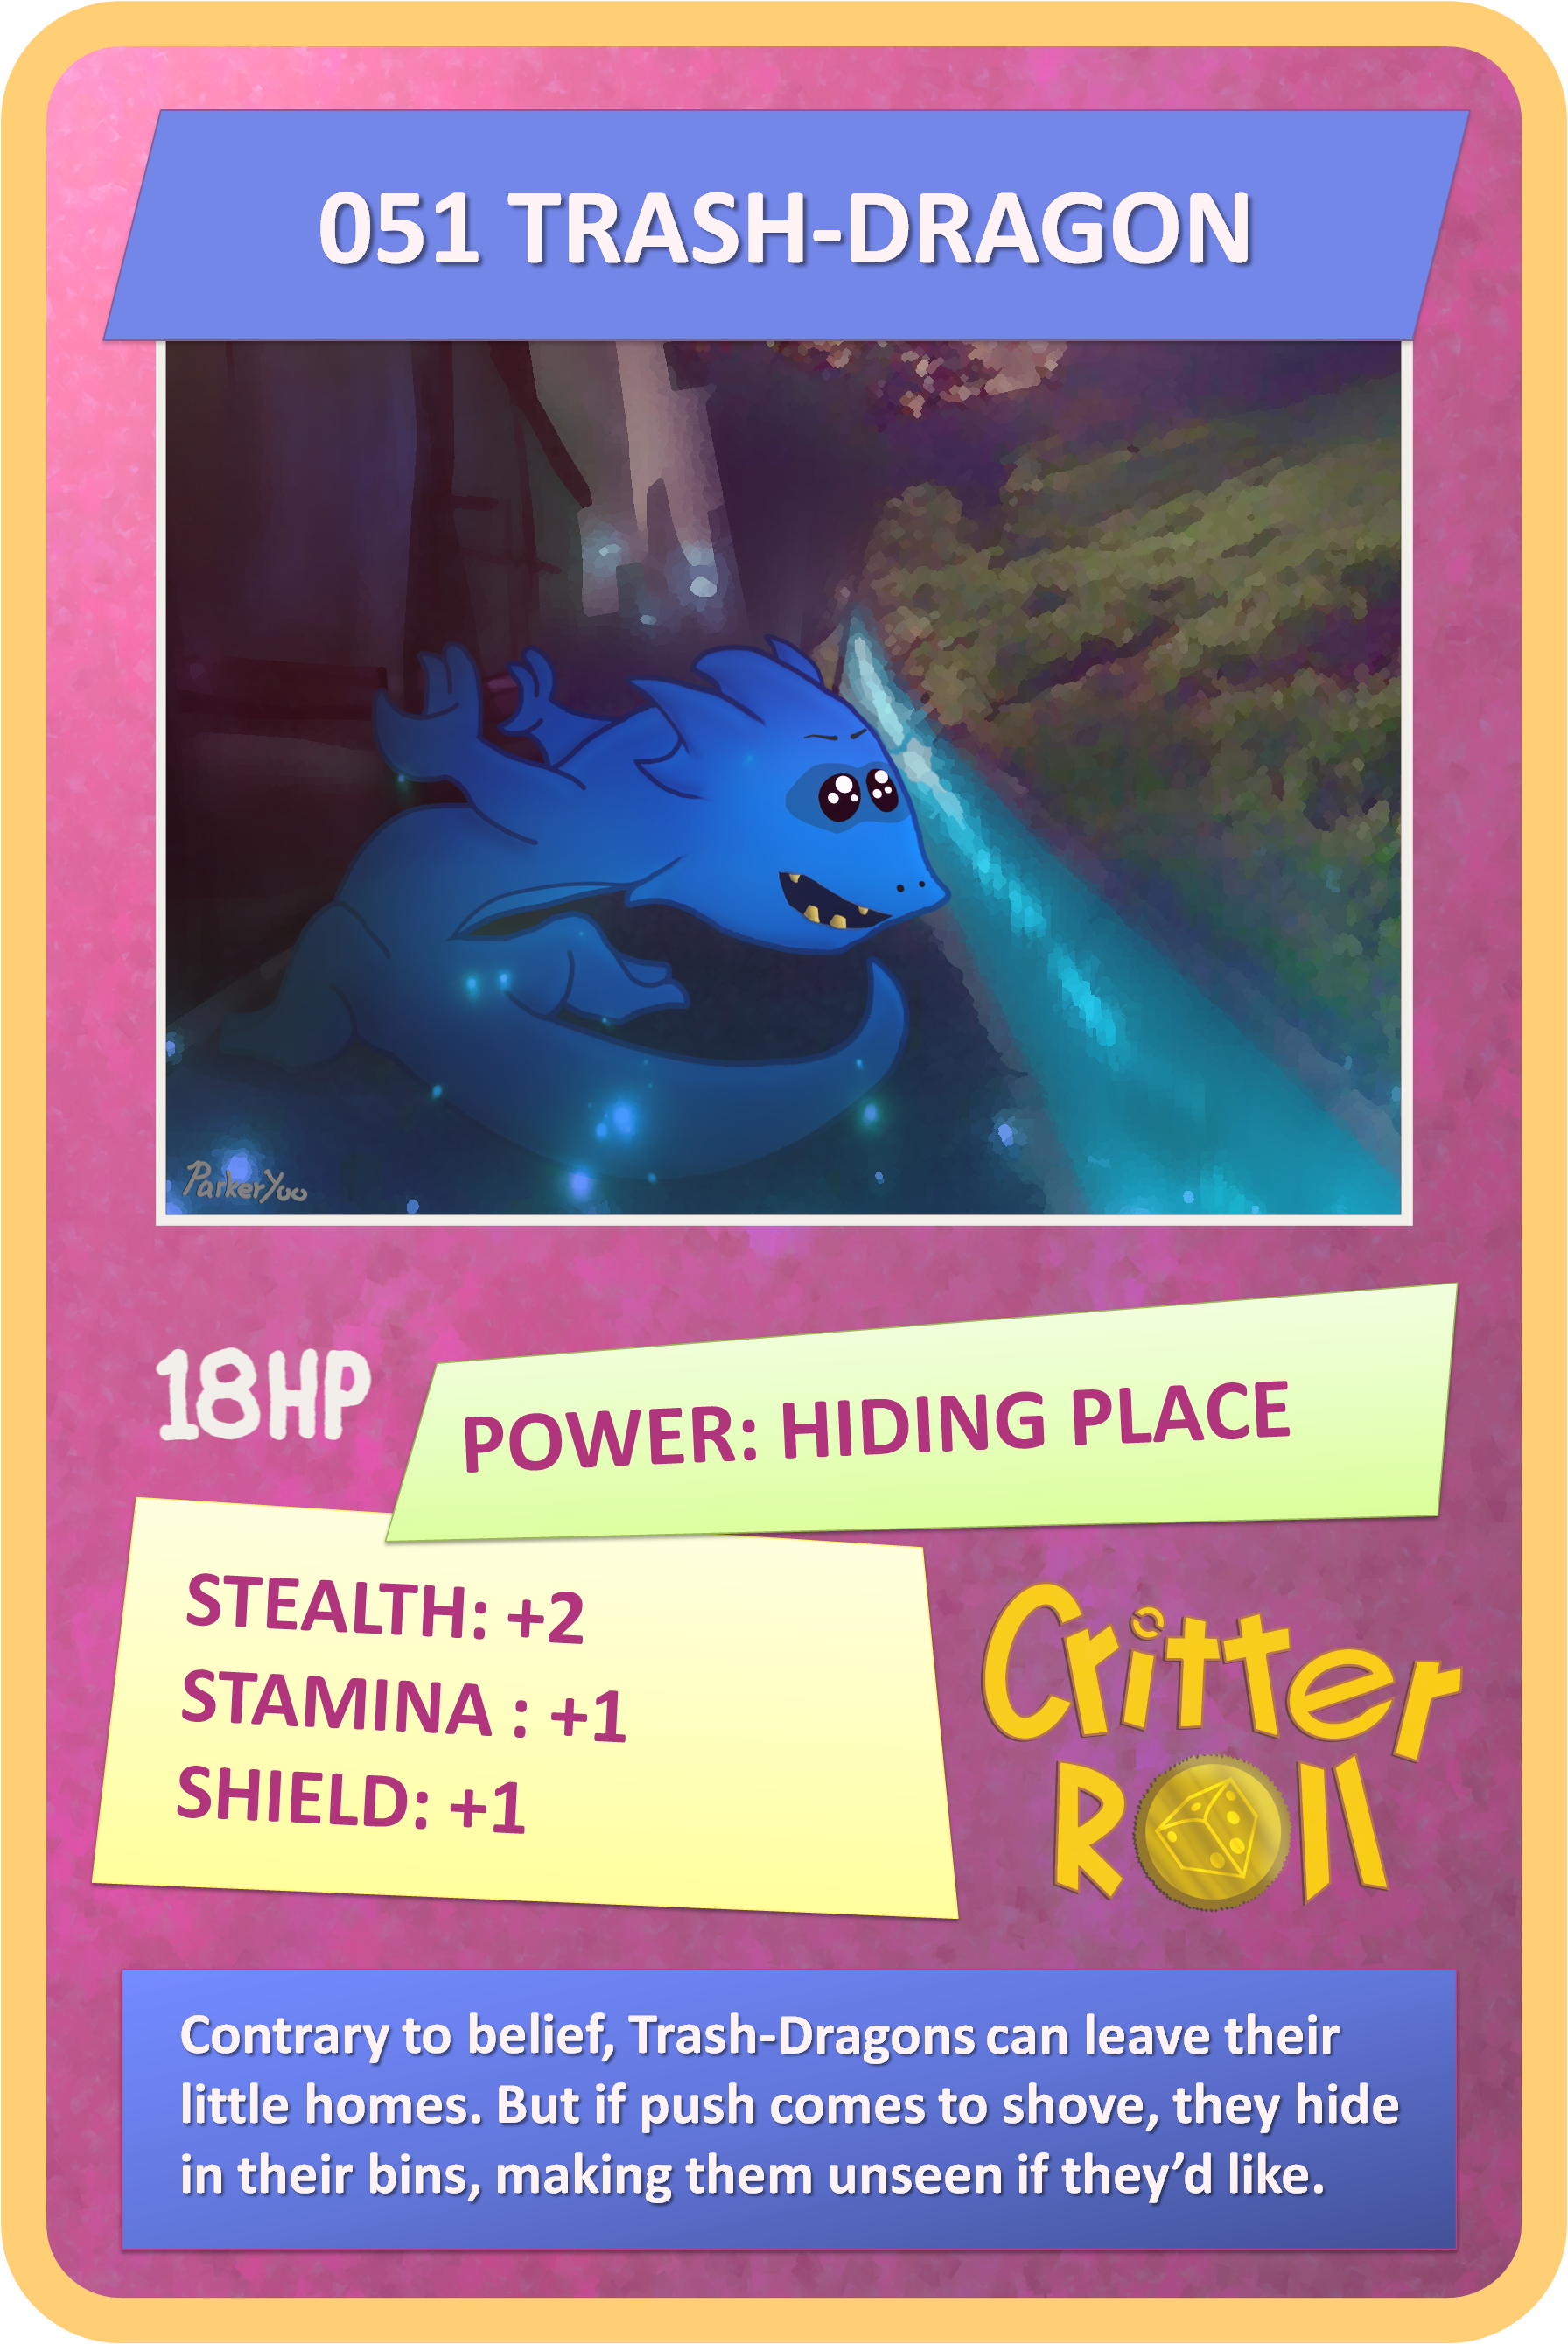 051 TRASH-DRAGON
ParkerYoo
18HP
POWER: HIDING PLACE
STEALTH: +2
STAMINA : +1
SHIELD: +1
Critter
Roll
Contrary to belief, Trash-Dragons can leave their
little homes. But if push comes to shove, they hide
in their bins, making them unseen if they’d like.